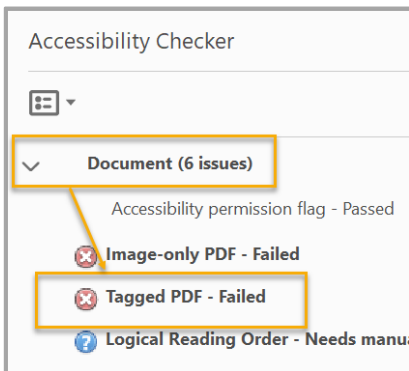 Accessibility Checker
Document (6 issues)
Accessibility permission flag - Passed
Image-only PDF - Failed
Tagged PDF - Failed
Logical Reading Order - Needs manua